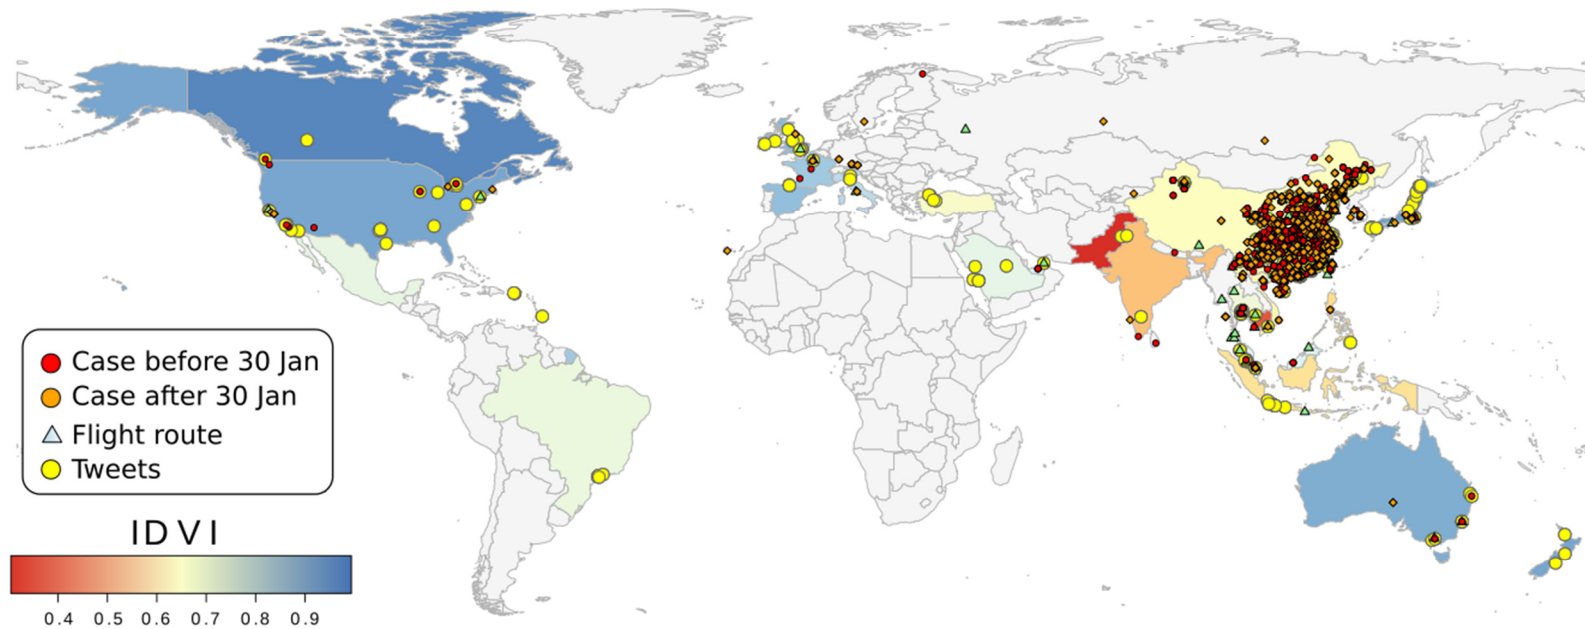 Case before 30 Jan
Case after 30 Jan
Flight route
Tweets
IDVI
0.4 0.5 0.6 0.7 0.8 0.9